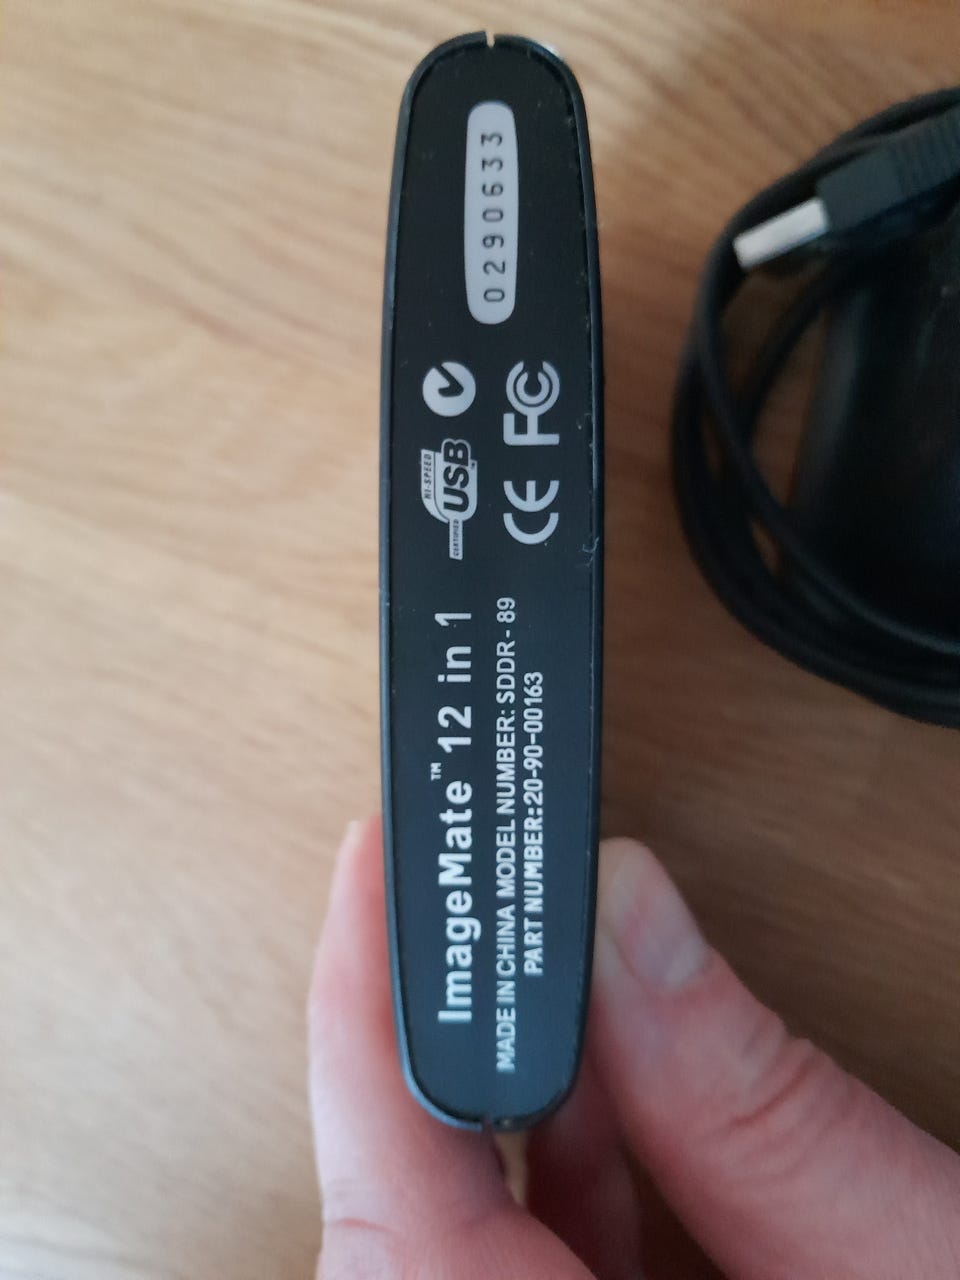 ImageMate™ 12 in 1
MADE IN CHINA MODEL NUMBER: SDDR-89
PART NUMBER:20-90-00163
CERTIFIED
HI-SPEED
USB™
CE FC
0290633